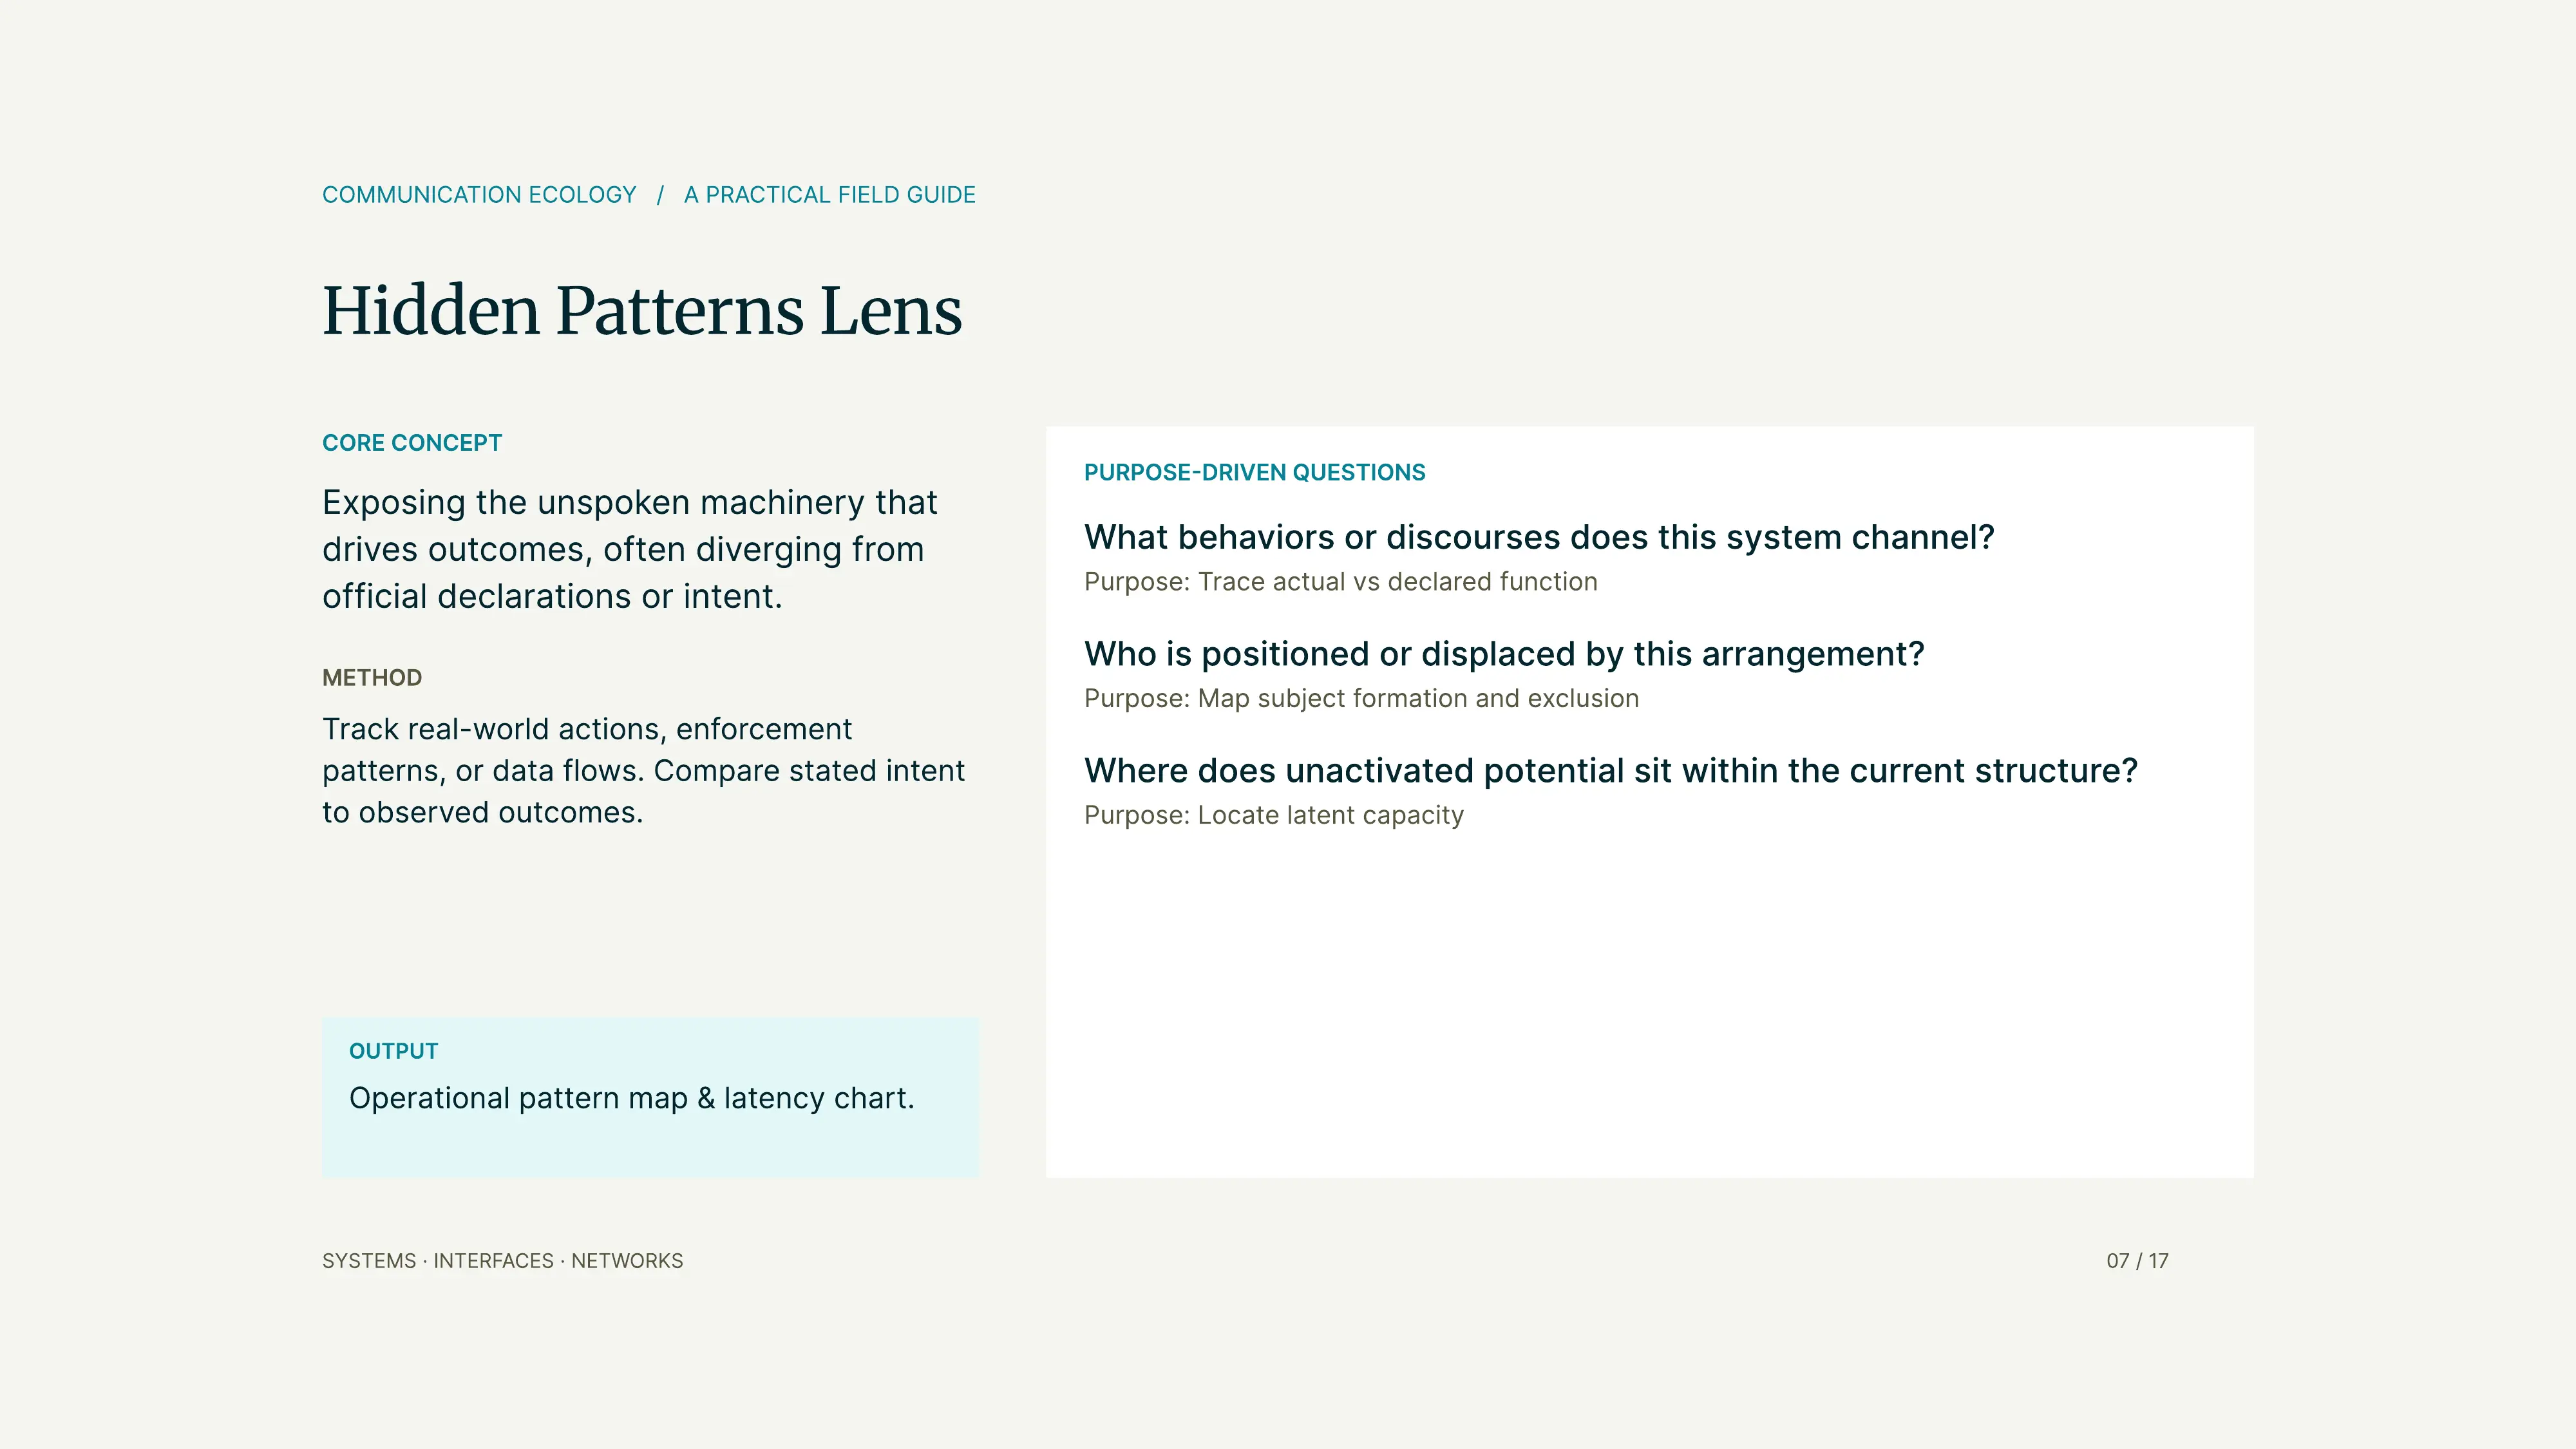 COMMUNICATION ECOLOGY / A PRACTICAL FIELD GUIDE
Hidden Patterns Lens
CORE CONCEPT
Exposing the unspoken machinery that
drives outcomes, often diverging from
official declarations or intent.
METHOD
Track real-world actions, enforcement
patterns, or data flows. Compare stated intent
to observed outcomes.
OUTPUT
Operational pattern map & latency chart.
PURPOSE-DRIVEN QUESTIONS
What behaviors or discourses does this system channel?
Purpose: Trace actual vs declared function
Who is positioned or displaced by this arrangement?
Purpose: Map subject formation and exclusion
Where does unactivated potential sit within the current structure?
Purpose: Locate latent capacity
SYSTEMS · INTERFACES · NETWORKS
07 / 17